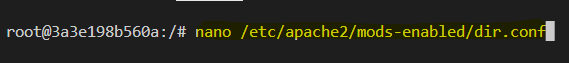 root@3a3e198b560a:/# nano /etc/apache2/mods-enabled/dir.conf